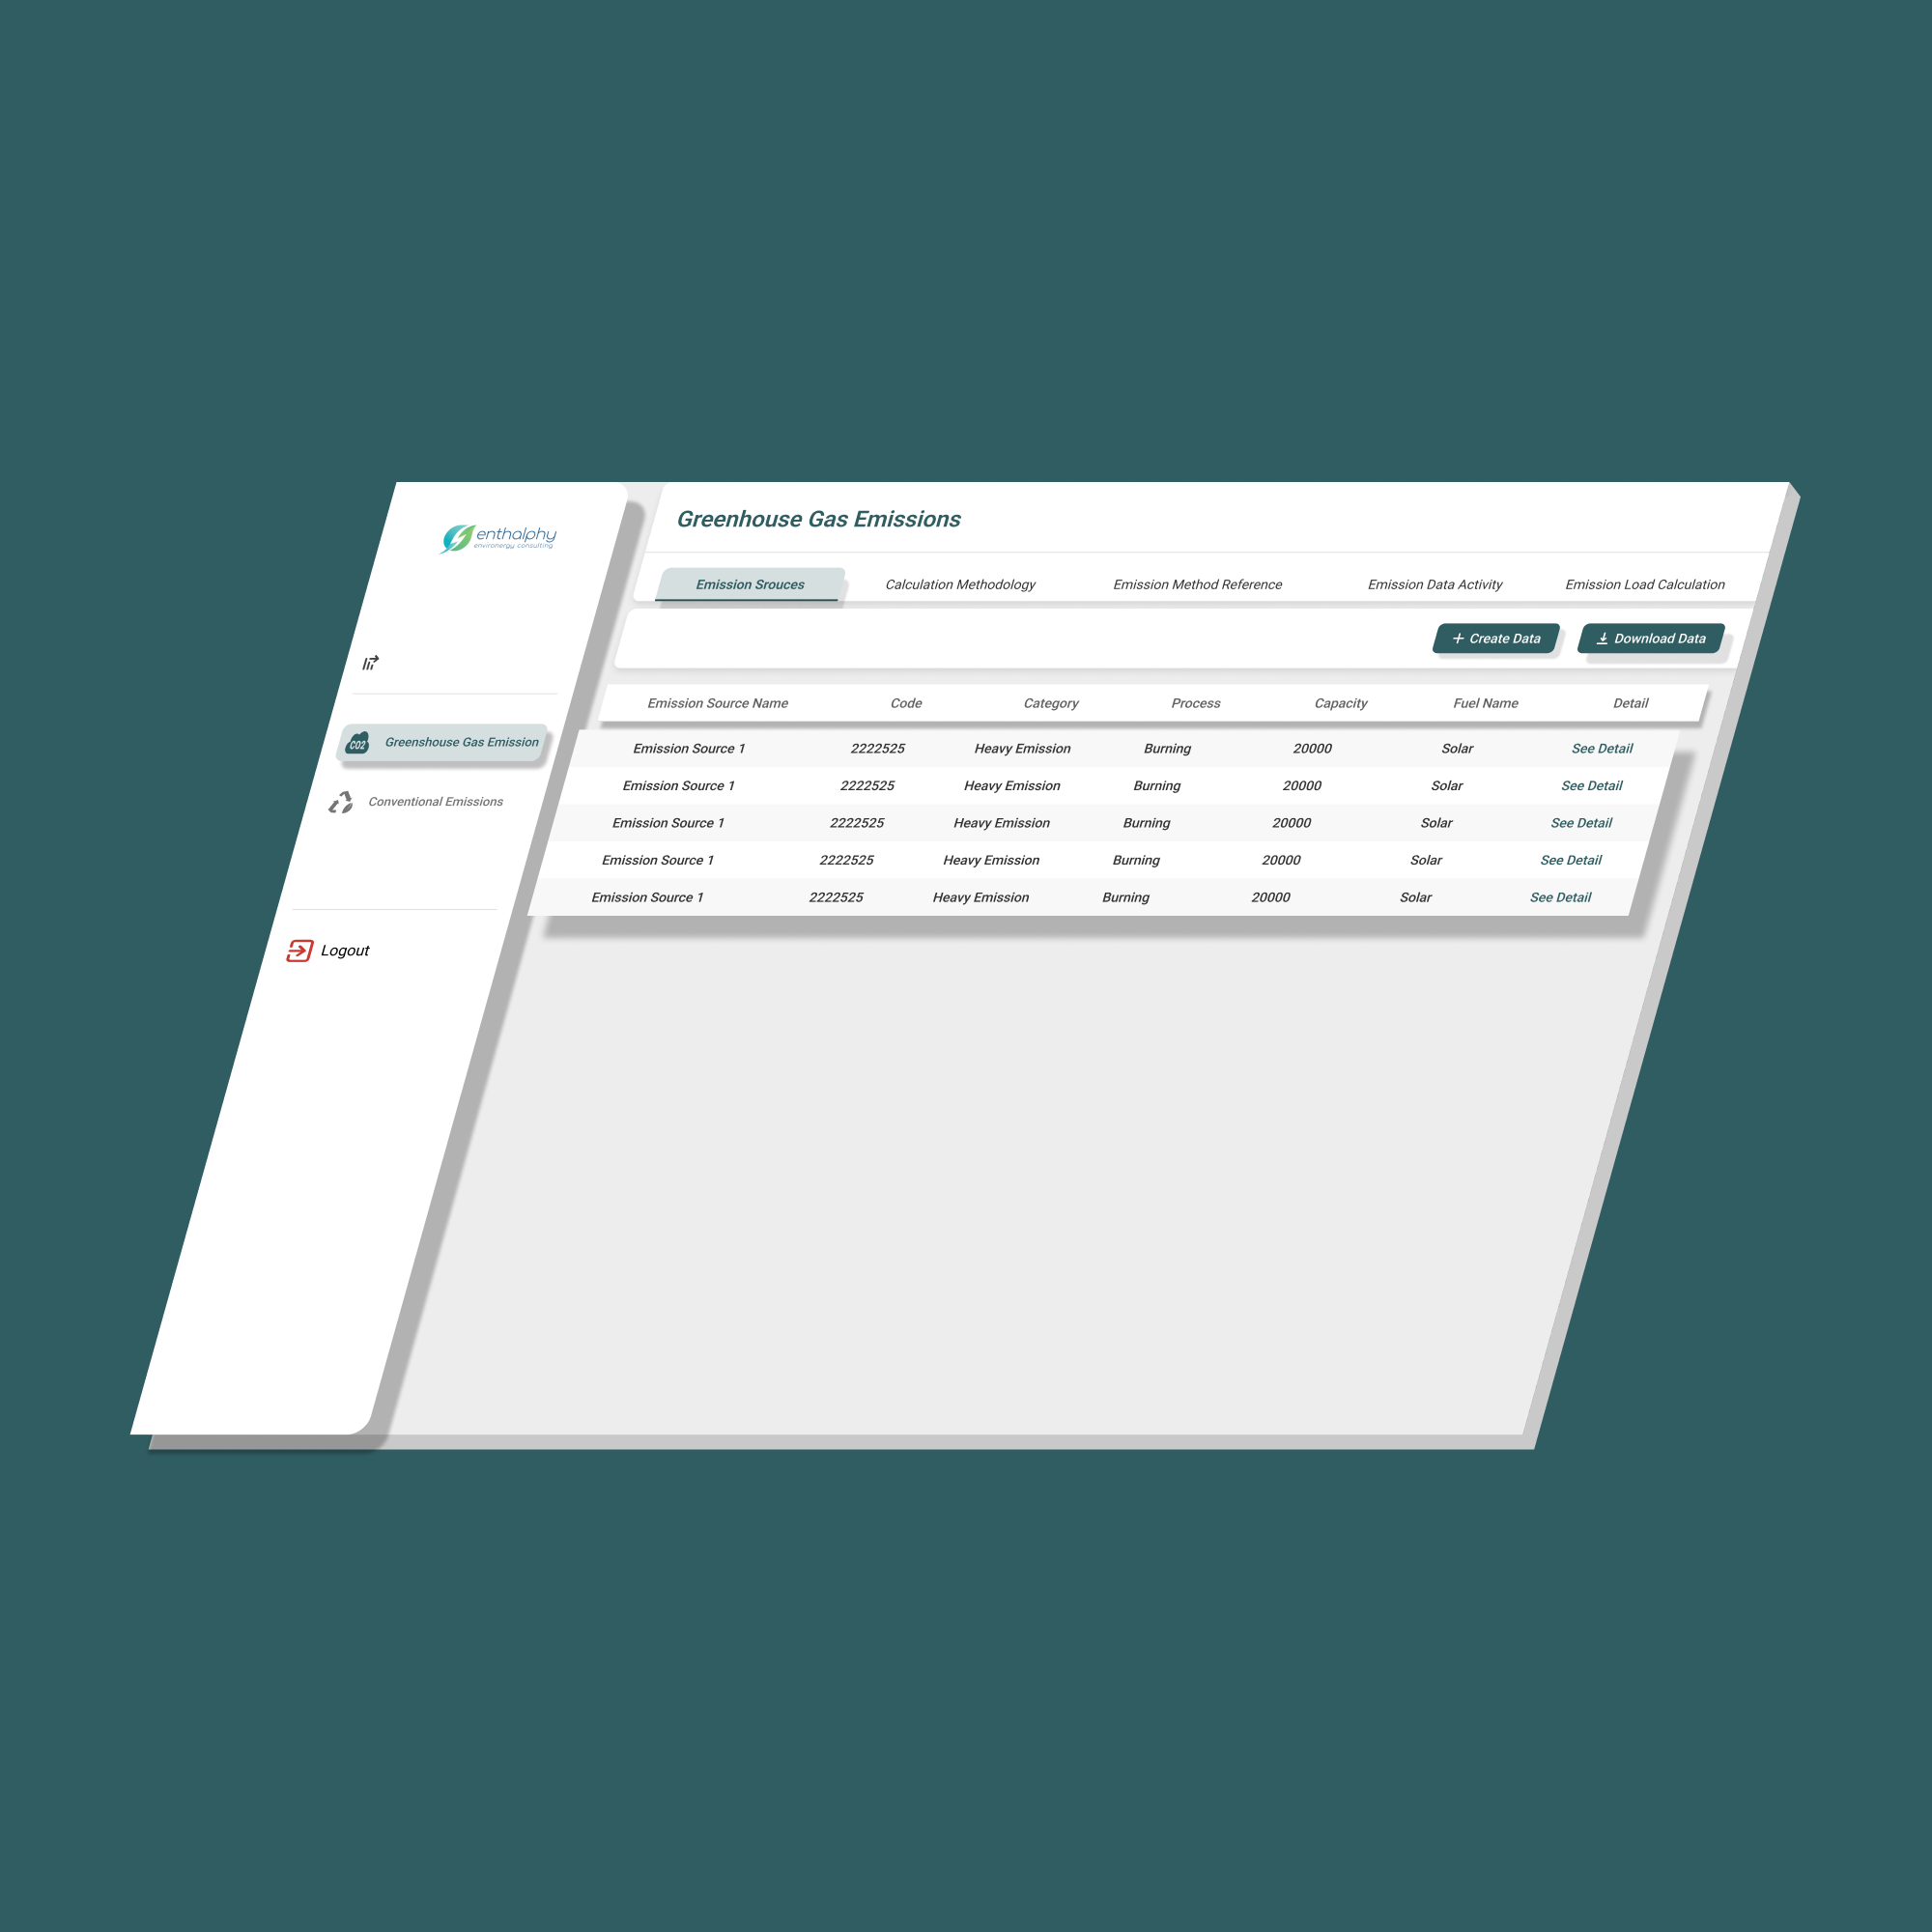 enthalphy
environergy consulting
Greenhouse Gas Emissions
Emission Srouces Calculation Methodology Emission Method Reference Emission Data Activity Emission Load Calculation
Create Data Download Data
CO2 Greenshouse Gas Emission
Conventional Emissions
Logout
Emission Source Name Code Category Process Capacity Fuel Name Detail
Emission Source 1 2222525 Heavy Emission Burning 20000 Solar See Detail
Emission Source 1 2222525 Heavy Emission Burning 20000 Solar See Detail
Emission Source 1 2222525 Heavy Emission Burning 20000 Solar See Detail
Emission Source 1 2222525 Heavy Emission Burning 20000 Solar See Detail
Emission Source 1 2222525 Heavy Emission Burning 20000 Solar See Detail